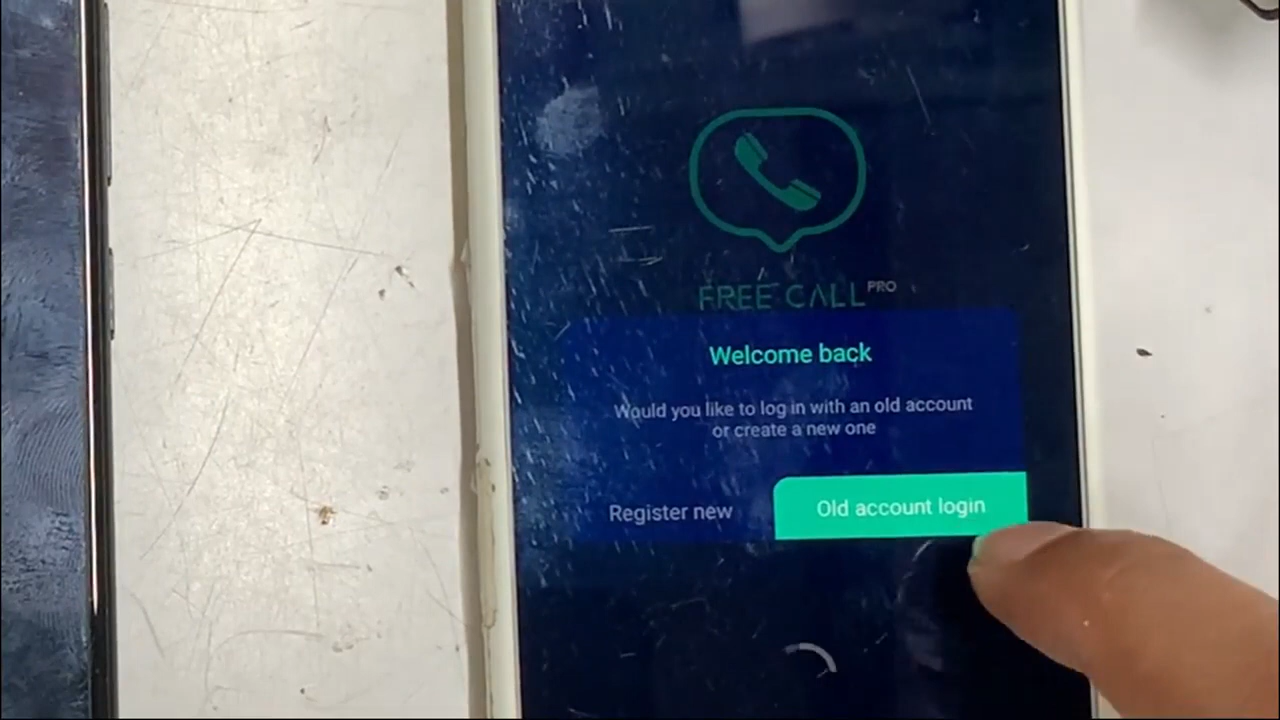 FREE CALL PRO
Welcome back
Would you like to log in with an old account
or create a new one
Register new
Old account login